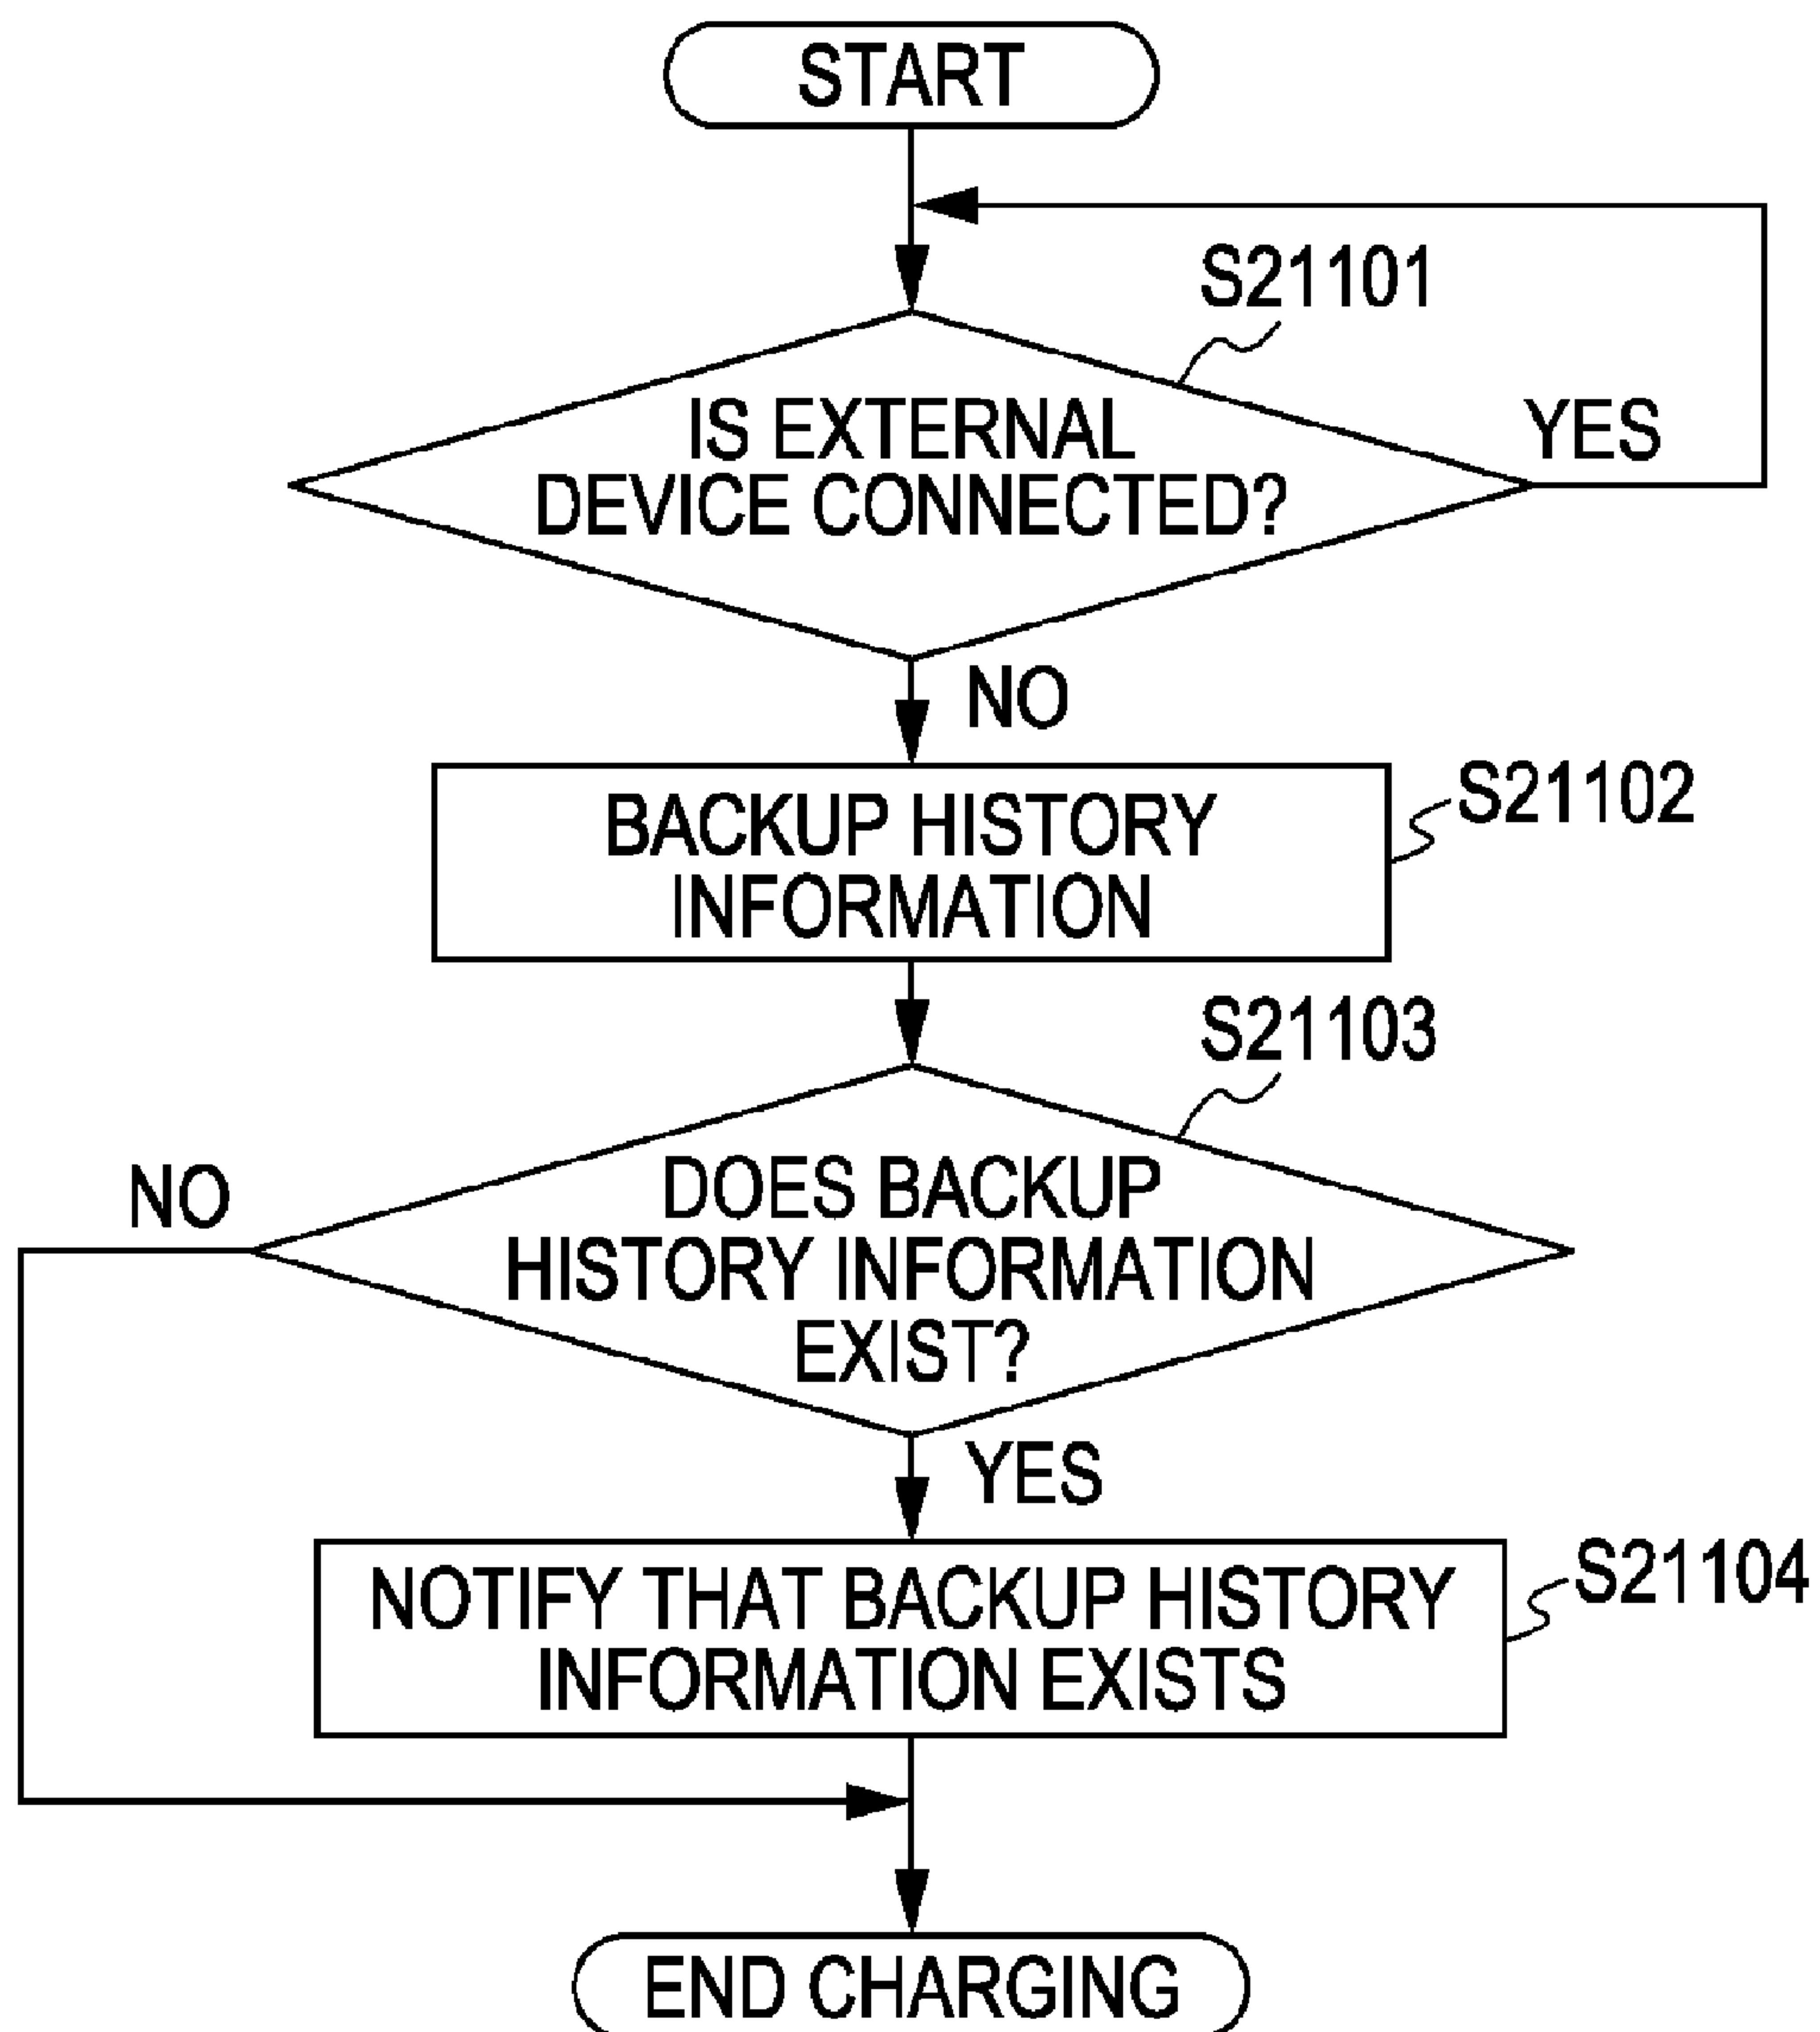 START
S21101
IS EXTERNAL
DEVICE CONNECTED?
YES
NO
BACKUP HISTORY
INFORMATION
S21102
S21103
NO
DOES BACKUP
HISTORY INFORMATION
EXIST?
YES
NOTIFY THAT BACKUP HISTORY
INFORMATION EXISTS
S21104
END CHARGING